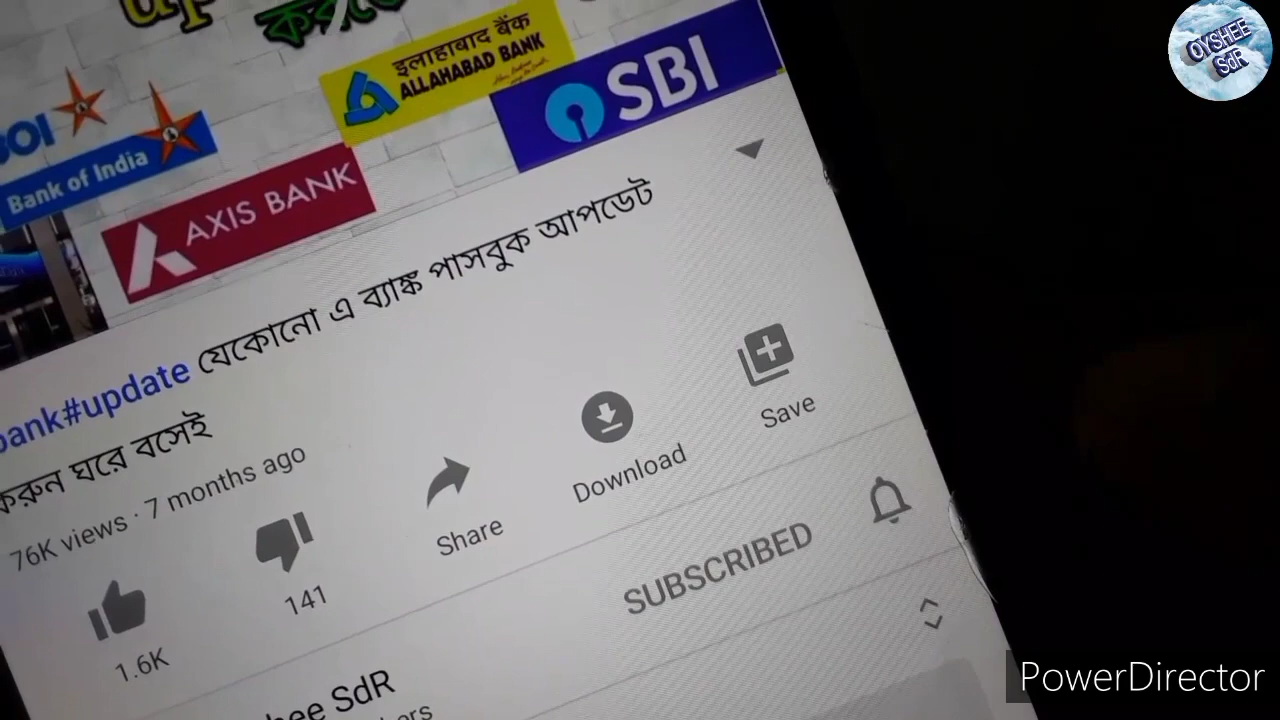 up
OYSHEE
SdR
इलाहाबाद बैंक
ALLAHABAD BANK
SBI
BOI
Bank of India
AXIS BANK
bank#update যেকোনো এ ব্যাঙ্ক পাসবুক আপডেট
করুন ঘরে বসেই
76K views · 7 months ago
1.6K
141
Share
Download
Save
SUBSCRIBED
hee SdR
PowerDirector